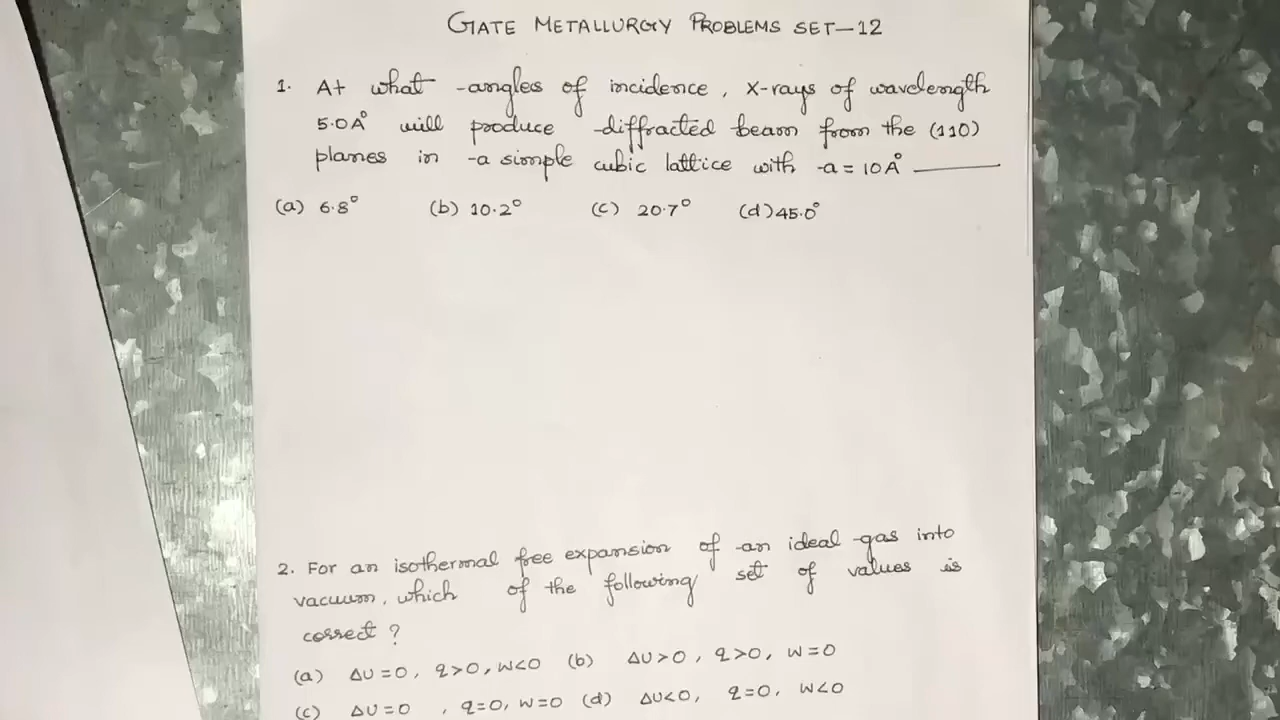 GATE METALLURGY PROBLEMS SET-12
1. At what angles of incidence, X-rays of wavelength
5.0A° will produce diffracted beam from the (110)
planes in a simple cubic lattice with a = 10A° ______
(a) 6.8° (b) 10.2° (c) 20.7° (d) 45.0°
2. For an isothermal free expansion of an ideal gas into
vacuum, which of the following set of values is
correct?
(a) ΔU=0, q>0, W<0 (b) ΔU>0, q>0, W=0
(c) ΔU=0, q=0, W=0 (d) ΔU<0, q=0, W<0